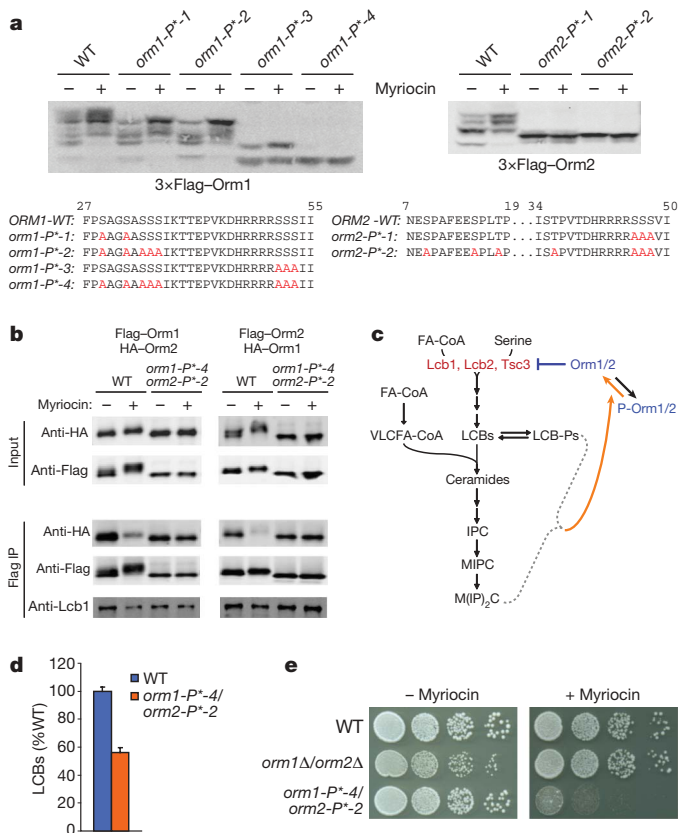 a
WT
orm1-P*-1
orm1-P*-2
orm1-P*-3
orm1-P*-4
WT
orm2-P*-1
orm2-P*-2
– + – + – + – + – + Myriocin – + – + – +
3×Flag–Orm1
3×Flag–Orm2
27 55
ORM1-WT: FPSAGSASSSIKTTEPVKDHRRRRSSSII
orm1-P*-1: FPAAGAASSSIKTTEPVKDHRRRRSSSII
orm1-P*-2: FPAAGAAAASIKTTEPVKDHRRRRSSSII
orm1-P*-3: FPSAGSASSSIKTTEPVKDHRRRRAAAII
orm1-P*-4: FPAAGAAAAIKTTEPVKDHRRRRAAAII
7 19 34 50
ORM2 -WT: NESPAFEESPLTP...ISTPVTDHRRRRSSSVI
orm2-P*-1: NESPAFEESPLTP...ISTPVTDHRRRRAAAVI
orm2-P*-2: NEAPAFEEAPLAP...ISTPVTDHRRRRAAAVI
b
Flag–Orm1
HA–Orm2
Flag–Orm2
HA–Orm1
WT
orm1-P*-4
orm2-P*-2
WT
orm1-P*-4
orm2-P*-2
Myriocin: – + – + – + – +
Input
Anti-HA
Anti-Flag
Flag IP
Anti-HA
Anti-Flag
Anti-Lcb1
c
FA-CoA Serine
Lcb1, Lcb2, Tsc3
Orm1/2
P-Orm1/2
FA-CoA
VLCFA-CoA
LCBs
LCB-Ps
Ceramides
IPC
MIPC
M(IP)2C
d
LCBs (%WT)
120
100
80
60
40
20
0
WT
orm1-P*-4/
orm2-P*-2
e
– Myriocin
+ Myriocin
WT
orm1Δ/orm2Δ
orm1-P*-4/
orm2-P*-2